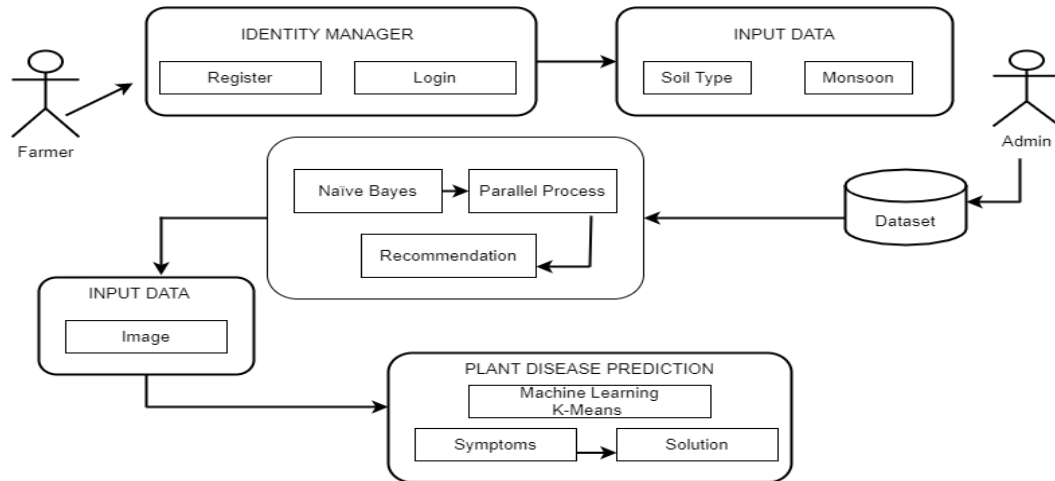 IDENTITY MANAGER
Register
Login
INPUT DATA
Soil Type
Monsoon
Farmer
Admin
Naïve Bayes
Parallel Process
Recommendation
Dataset
INPUT DATA
Image
PLANT DISEASE PREDICTION
Machine Learning
K-Means
Symptoms
Solution